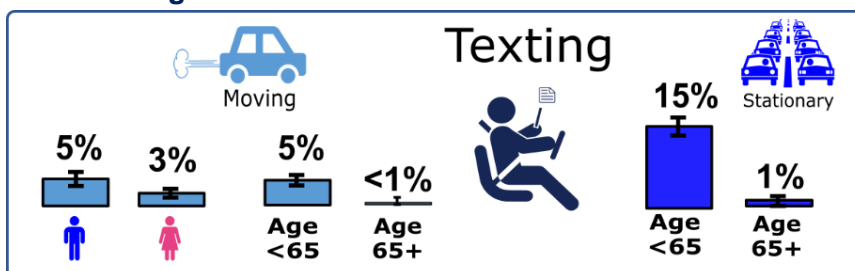 Texting
Moving
Stationary
5%
3%
5%
<1%
15%
1%
Age
<65
Age
65+
Age
<65
Age
65+